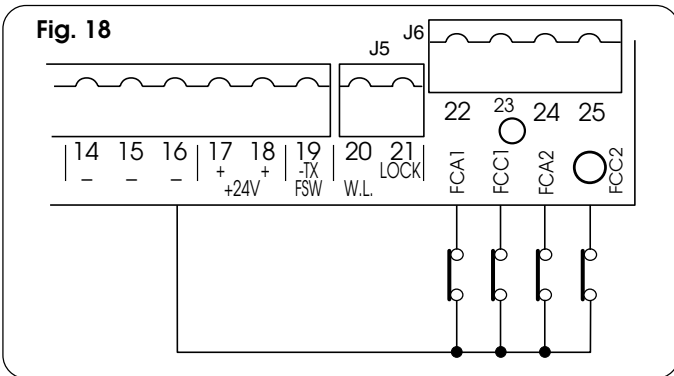 Fig. 18
J6
J5
22 23 24 25
14 15 16 17 18 19 20 21
– – – + + -TX LOCK
+24V FSW W.L.
FCA1 FCC1 FCA2 FCC2